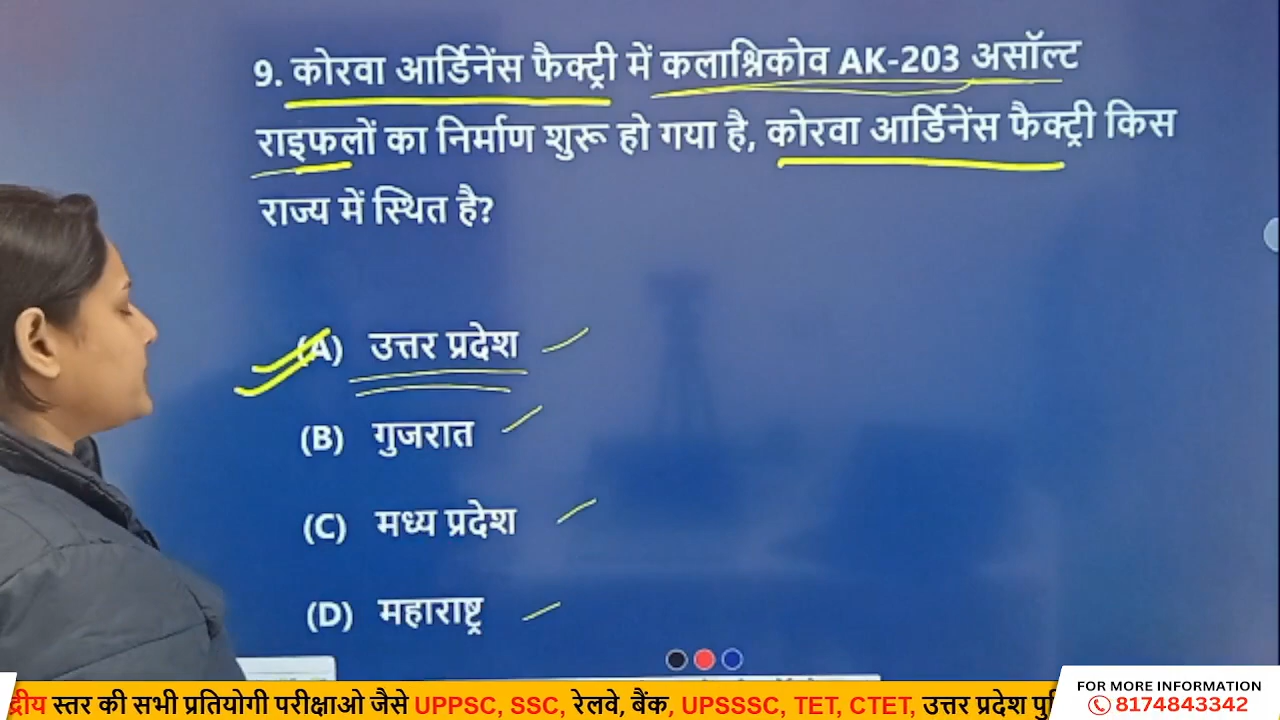 9. कोरवा आर्डिनेंस फैक्ट्री में कलाश्निकोव AK-203 असॉल्ट
राइफलों का निर्माण शुरू हो गया है, कोरवा आर्डिनेंस फैक्ट्री किस
राज्य में स्थित है?
(A) उत्तर प्रदेश
(B) गुजरात
(C) मध्य प्रदेश
(D) महाराष्ट्र
स्तर की सभी प्रतियोगी परीक्षाओ जैसे UPPSC, SSC, रेलवे, बैंक, UPSSSC, TET, CTET, उत्तर प्रदेश
FOR MORE INFORMATION
8174843342